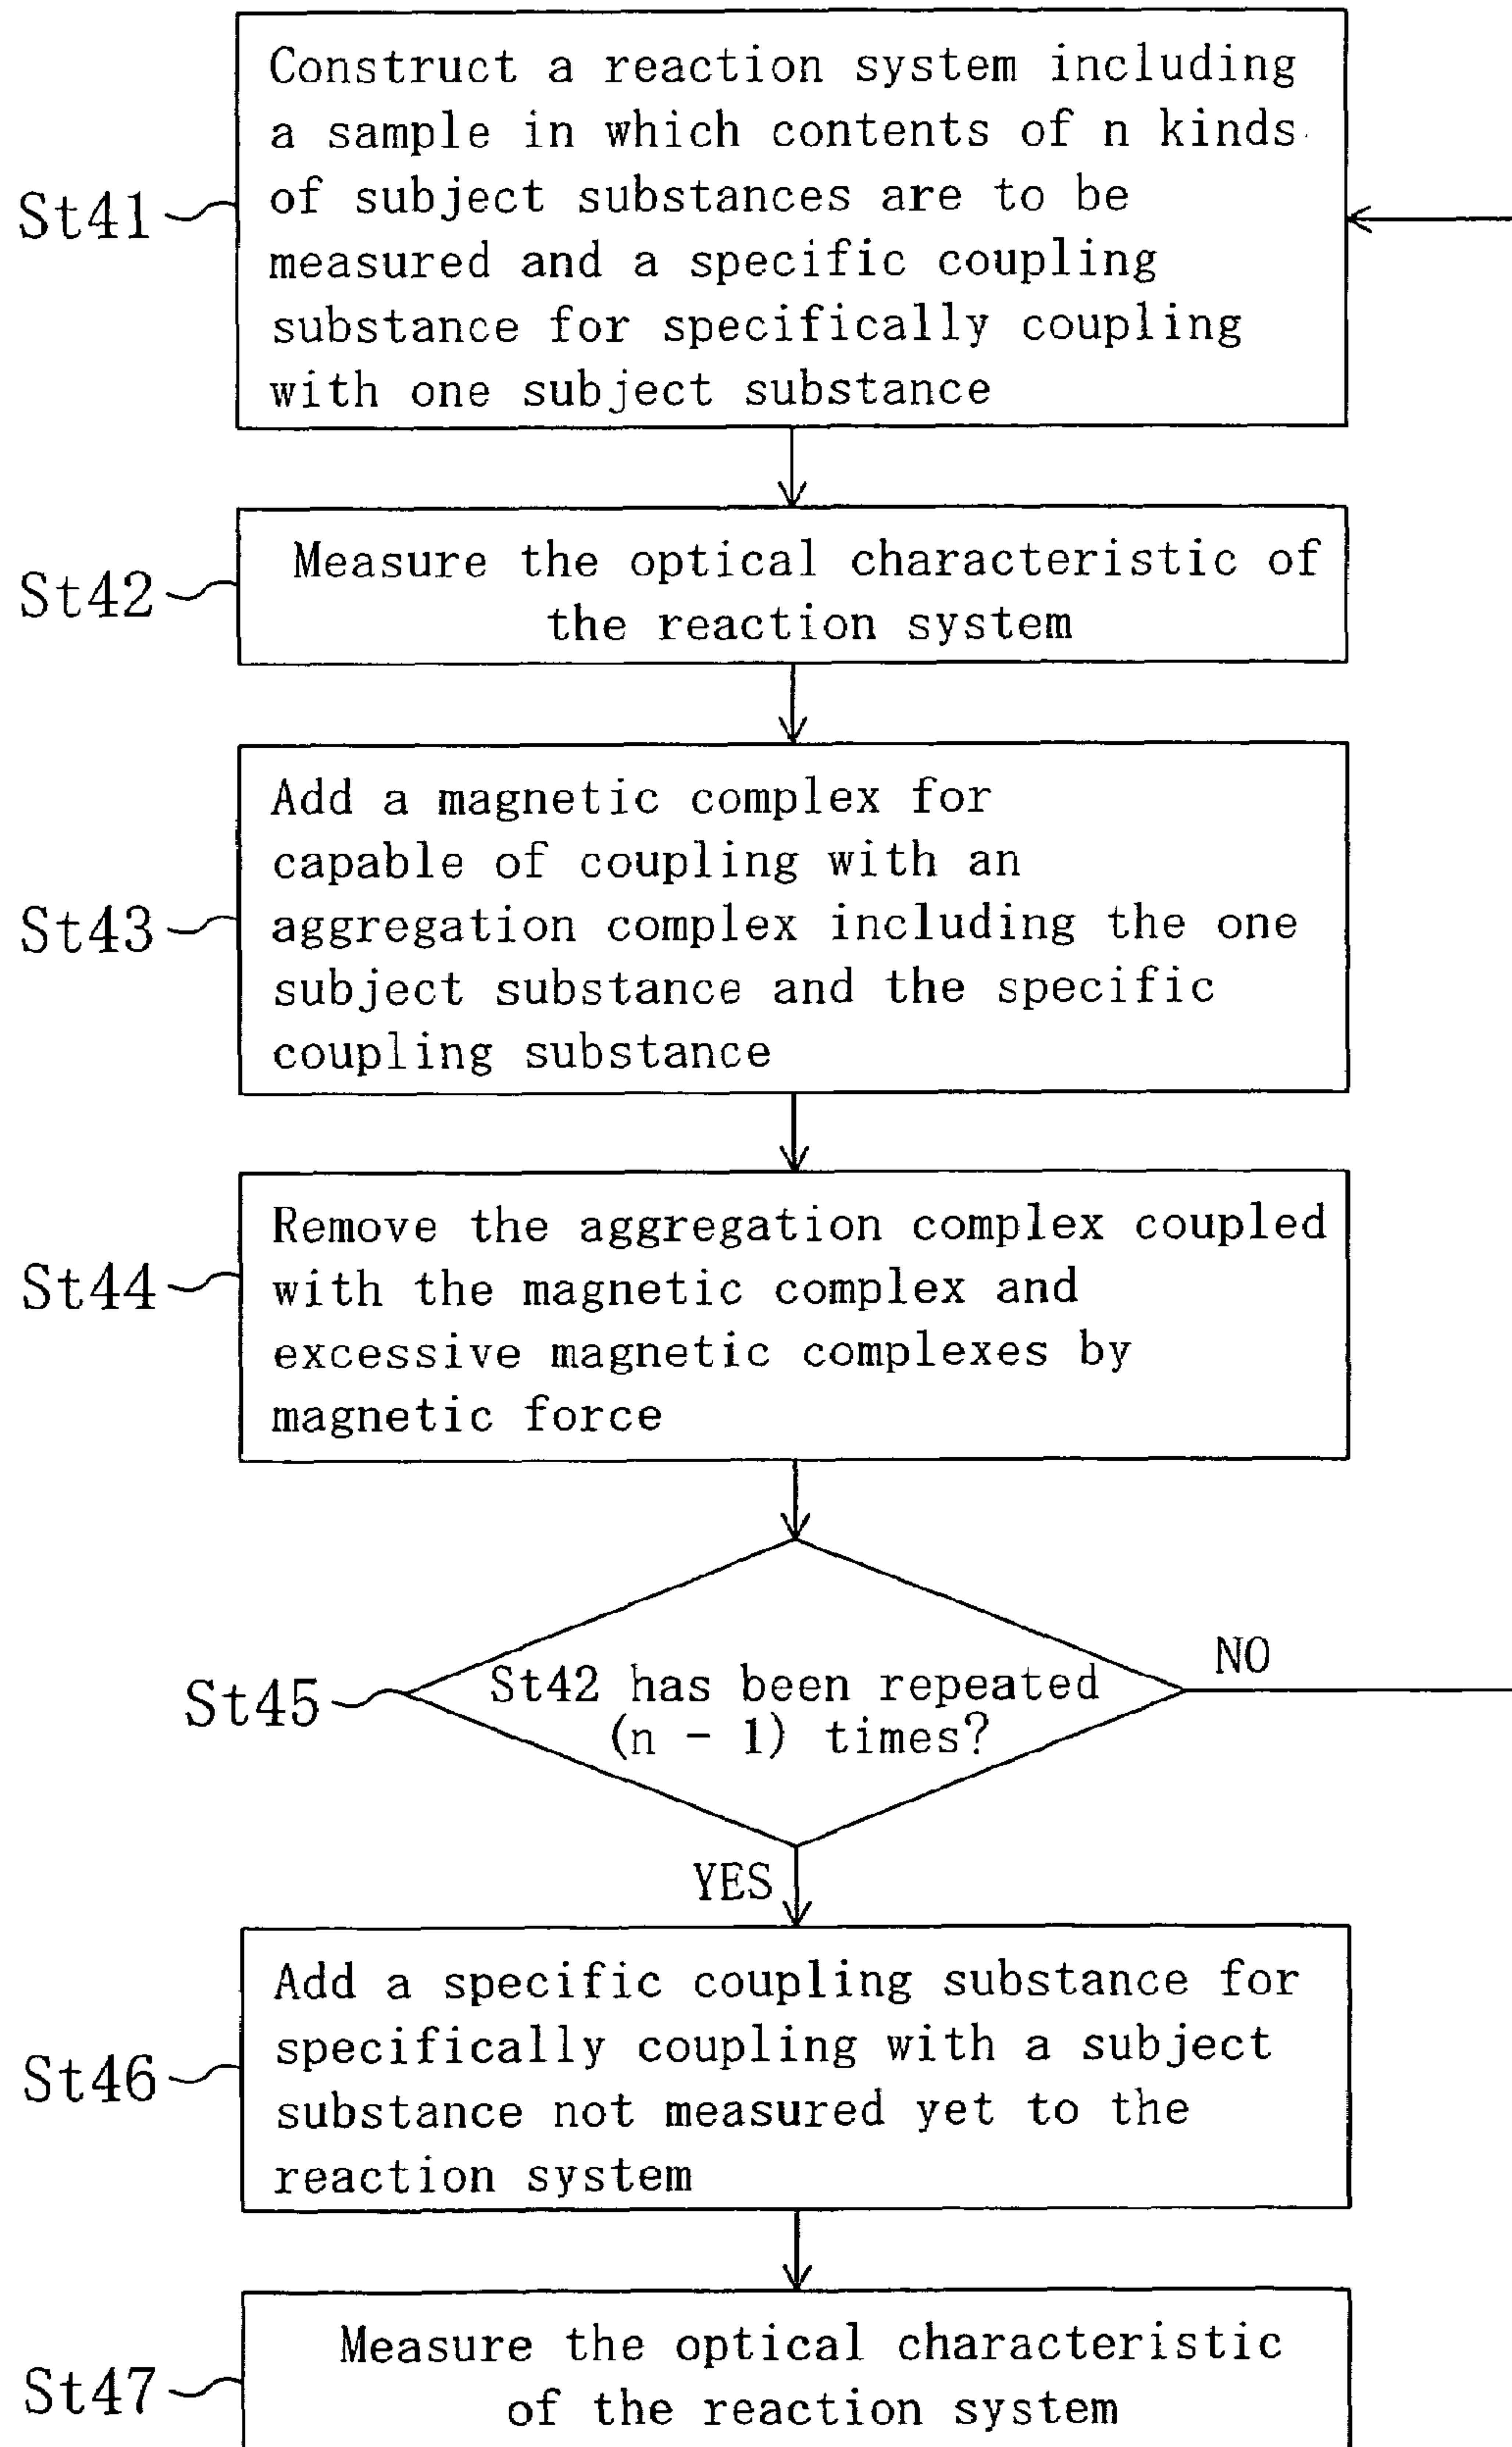 Construct a reaction system including
a sample in which contents of n kinds
of subject substances are to be
measured and a specific coupling
substance for specifically coupling
with one subject substance
St41
Measure the optical characteristic of
the reaction system
St42
Add a magnetic complex for
capable of coupling with an
aggregation complex including the one
subject substance and the specific
coupling substance
St43
Remove the aggregation complex coupled
with the magnetic complex and
excessive magnetic complexes by
magnetic force
St44
St42 has been repeated
(n - 1) times?
St45
NO
YES
Add a specific coupling substance for
specifically coupling with a subject
substance not measured yet to the
reaction system
St46
Measure the optical characteristic
of the reaction system
St47